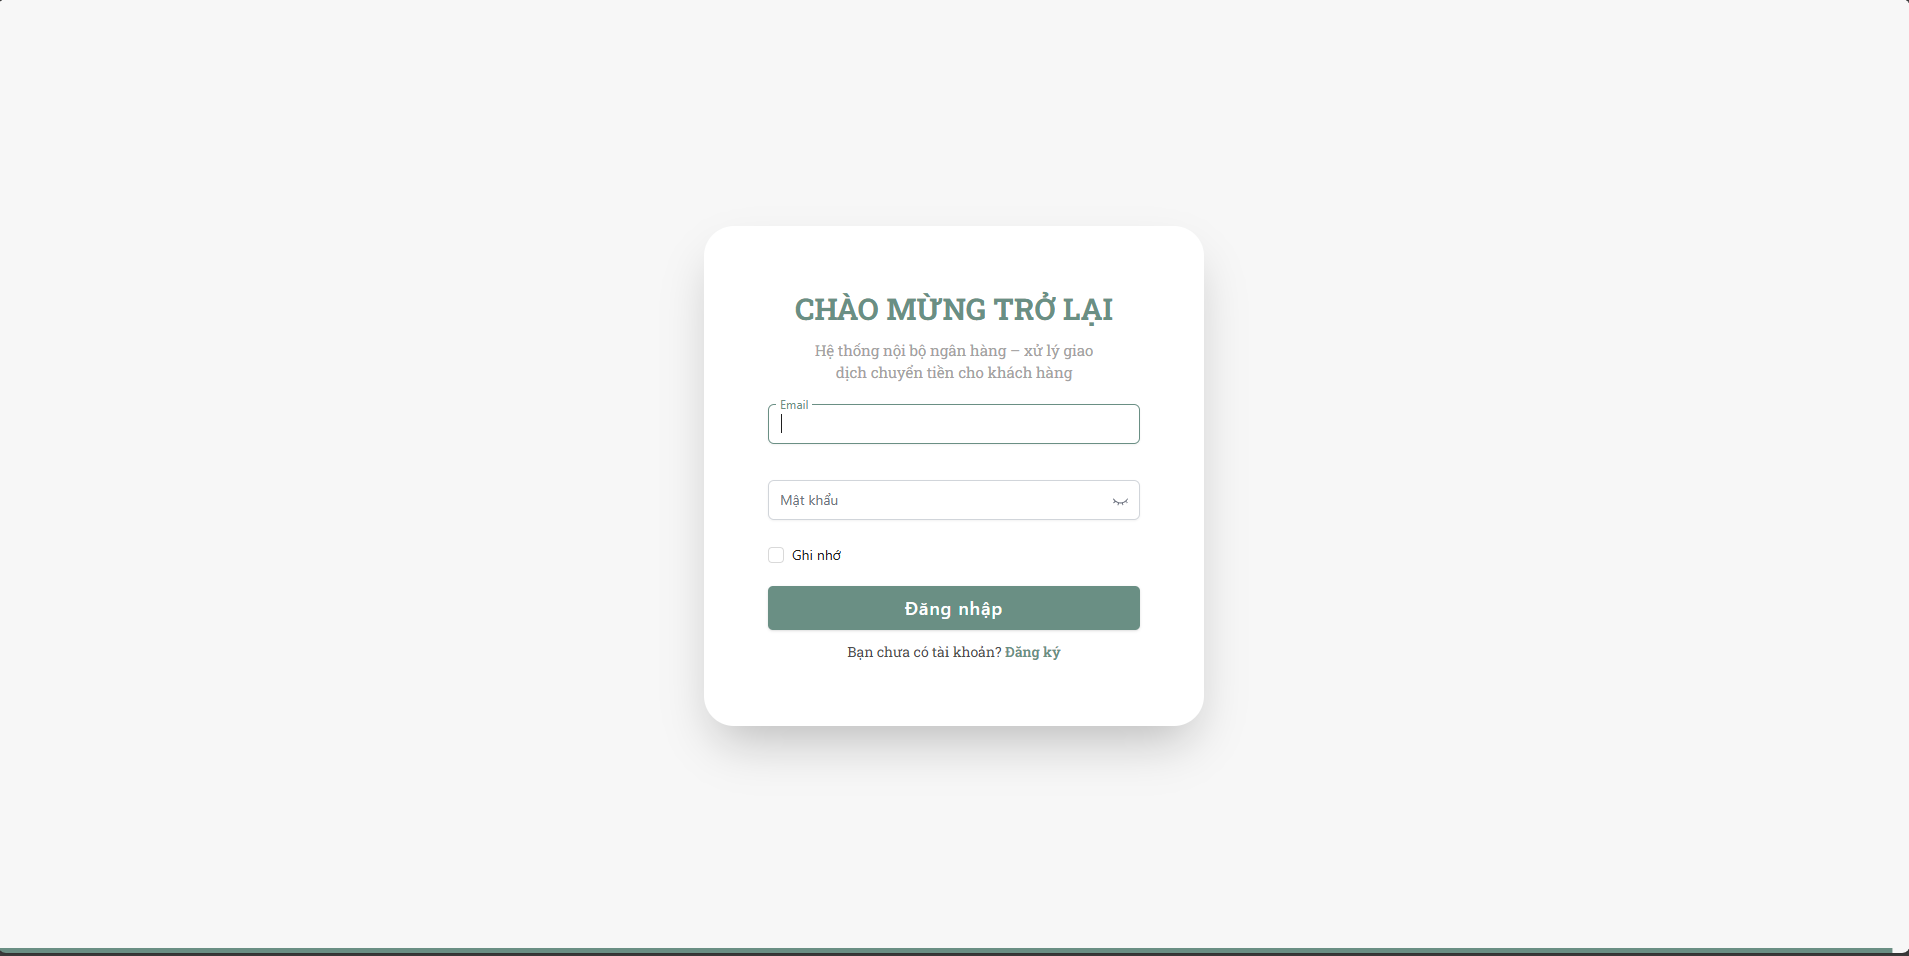 CHÀO MỪNG TRỞ LẠI
Hệ thống nội bộ ngân hàng – xử lý giao
dịch chuyển tiền cho khách hàng
Email
Mật khẩu
Ghi nhớ
Đăng nhập
Bạn chưa có tài khoản? Đăng ký